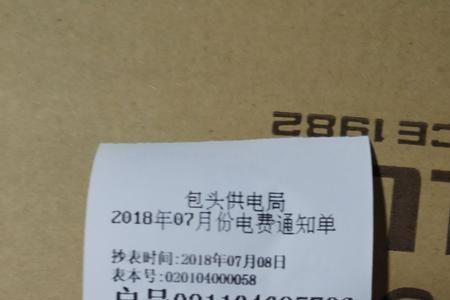 包头供电局
2018年07月份电费通知单
抄表时间:2018年07月08日
表本号:020104000058
CE 1982